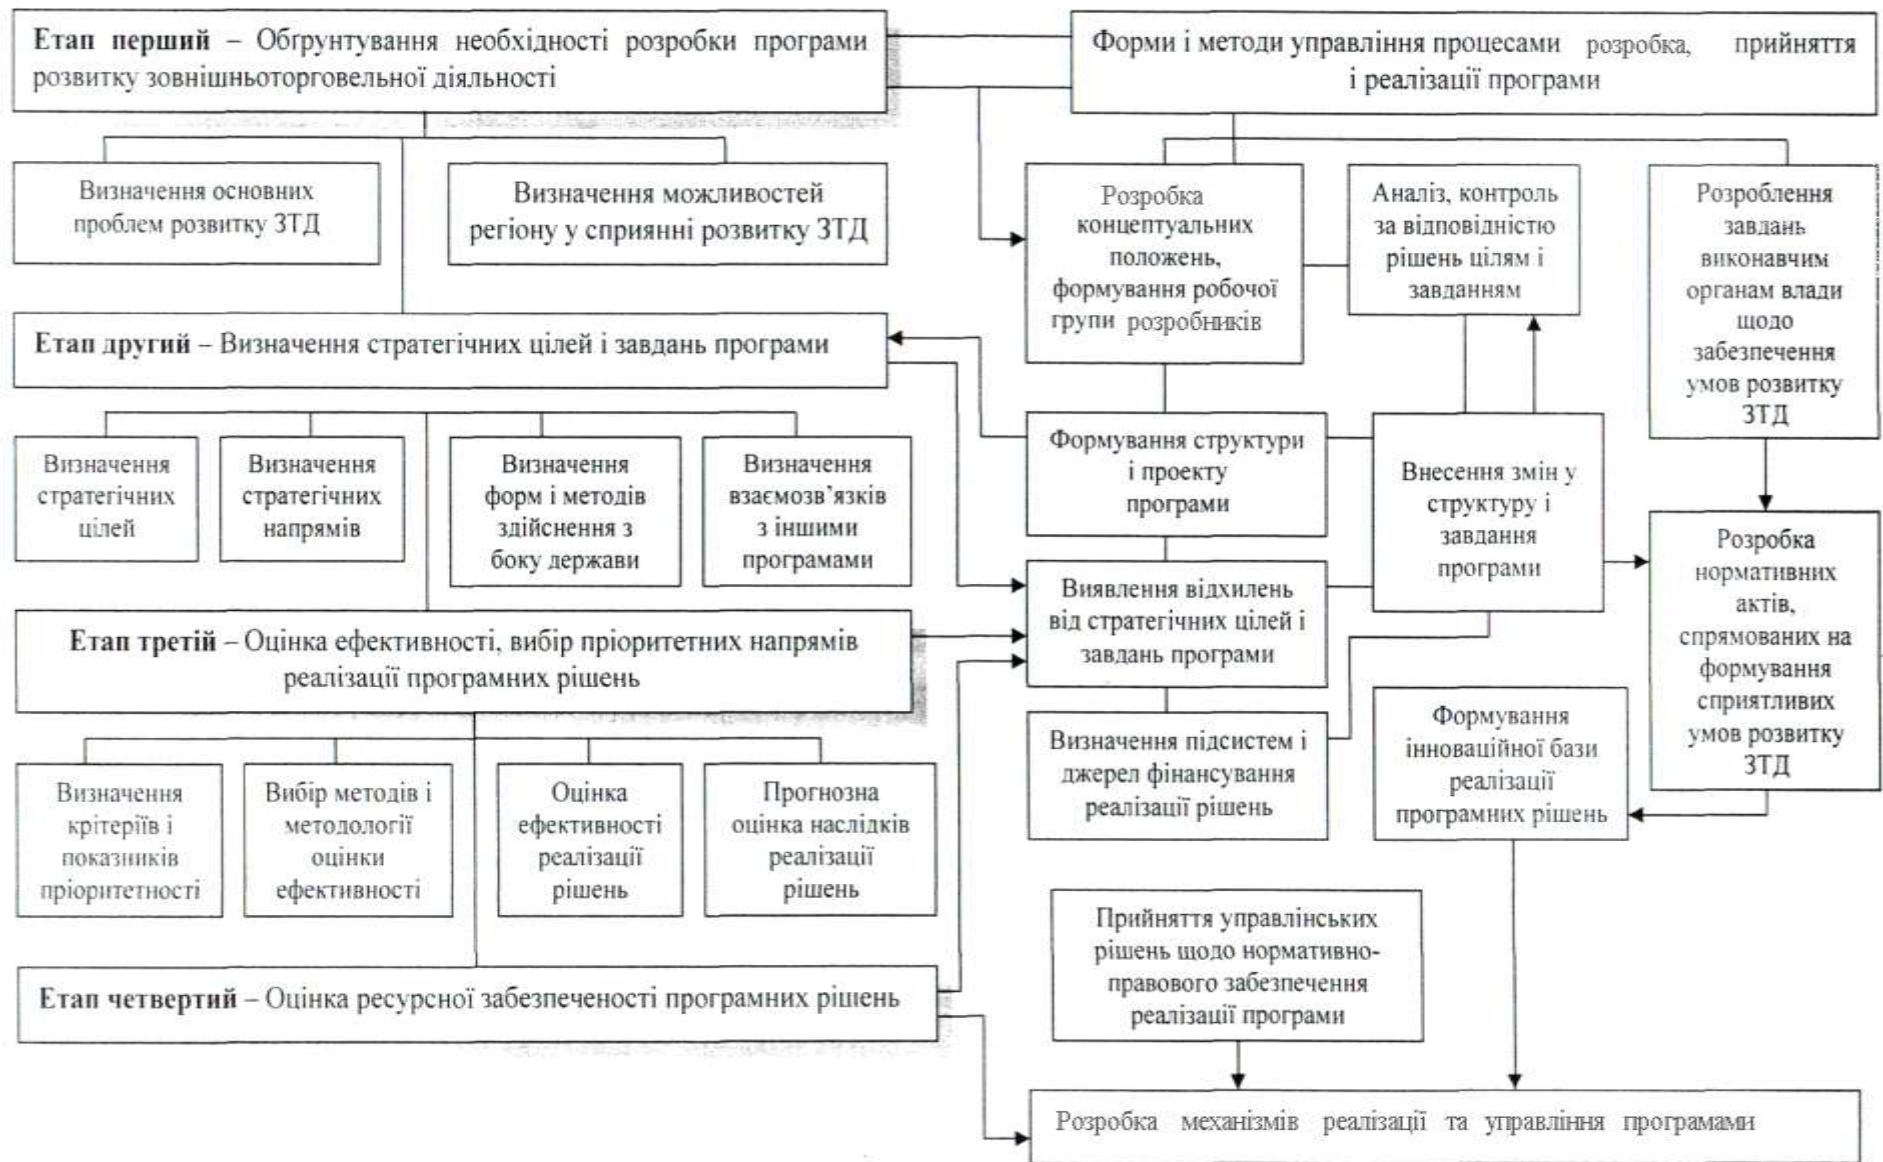 Етап перший – Обґрунтування необхідності розробки програми
розвитку зовнішньоторговельної діяльності
Форми і методи управління процесами розробка, прийняття
і реалізації програми
Визначення основних
проблем розвитку ЗТД
Визначення можливостей
регіону у сприянні розвитку ЗТД
Розробка
концептуальних
положень,
формування робочої
групи розробників
Аналіз, контроль
за відповідністю
рішень цілям і
завданням
Розроблення
завдань
виконавчим
органам влади
щодо
забезпечення
умов розвитку
ЗТД
Етап другий – Визначення стратегічних цілей і завдань програми
Визначення
стратегічних
цілей
Визначення
стратегічних
напрямів
Визначення
форм і методів
здійснення з
боку держави
Визначення
взаємозв’язків
з іншими
програмами
Формування структури
і проекту
програми
Внесення змін у
структуру і
завдання
програми
Розробка
нормативних
актів,
спрямованих на
формування
сприятливих
умов розвитку
ЗТД
Виявлення відхилень
від стратегічних цілей і
завдань програми
Етап третій – Оцінка ефективності, вибір пріоритетних напрямів
реалізації програмних рішень
Визначення підсистем і
джерел фінансування
реалізації рішень
Формування
інноваційної бази
реалізації
програмних рішень
Визначення
крітеріїв і
показників
пріоритетності
Вибір методів і
методології
оцінки
ефективності
Оцінка
ефективності
реалізації
рішень
Прогнозна
оцінка наслідків
реалізації
рішень
Прийняття управлінських
рішень щодо нормативно-
правового забезпечення
реалізації програми
Етап четвертий – Оцінка ресурсної забезпеченості програмних рішень
Розробка механізмів реалізації та управління програмами